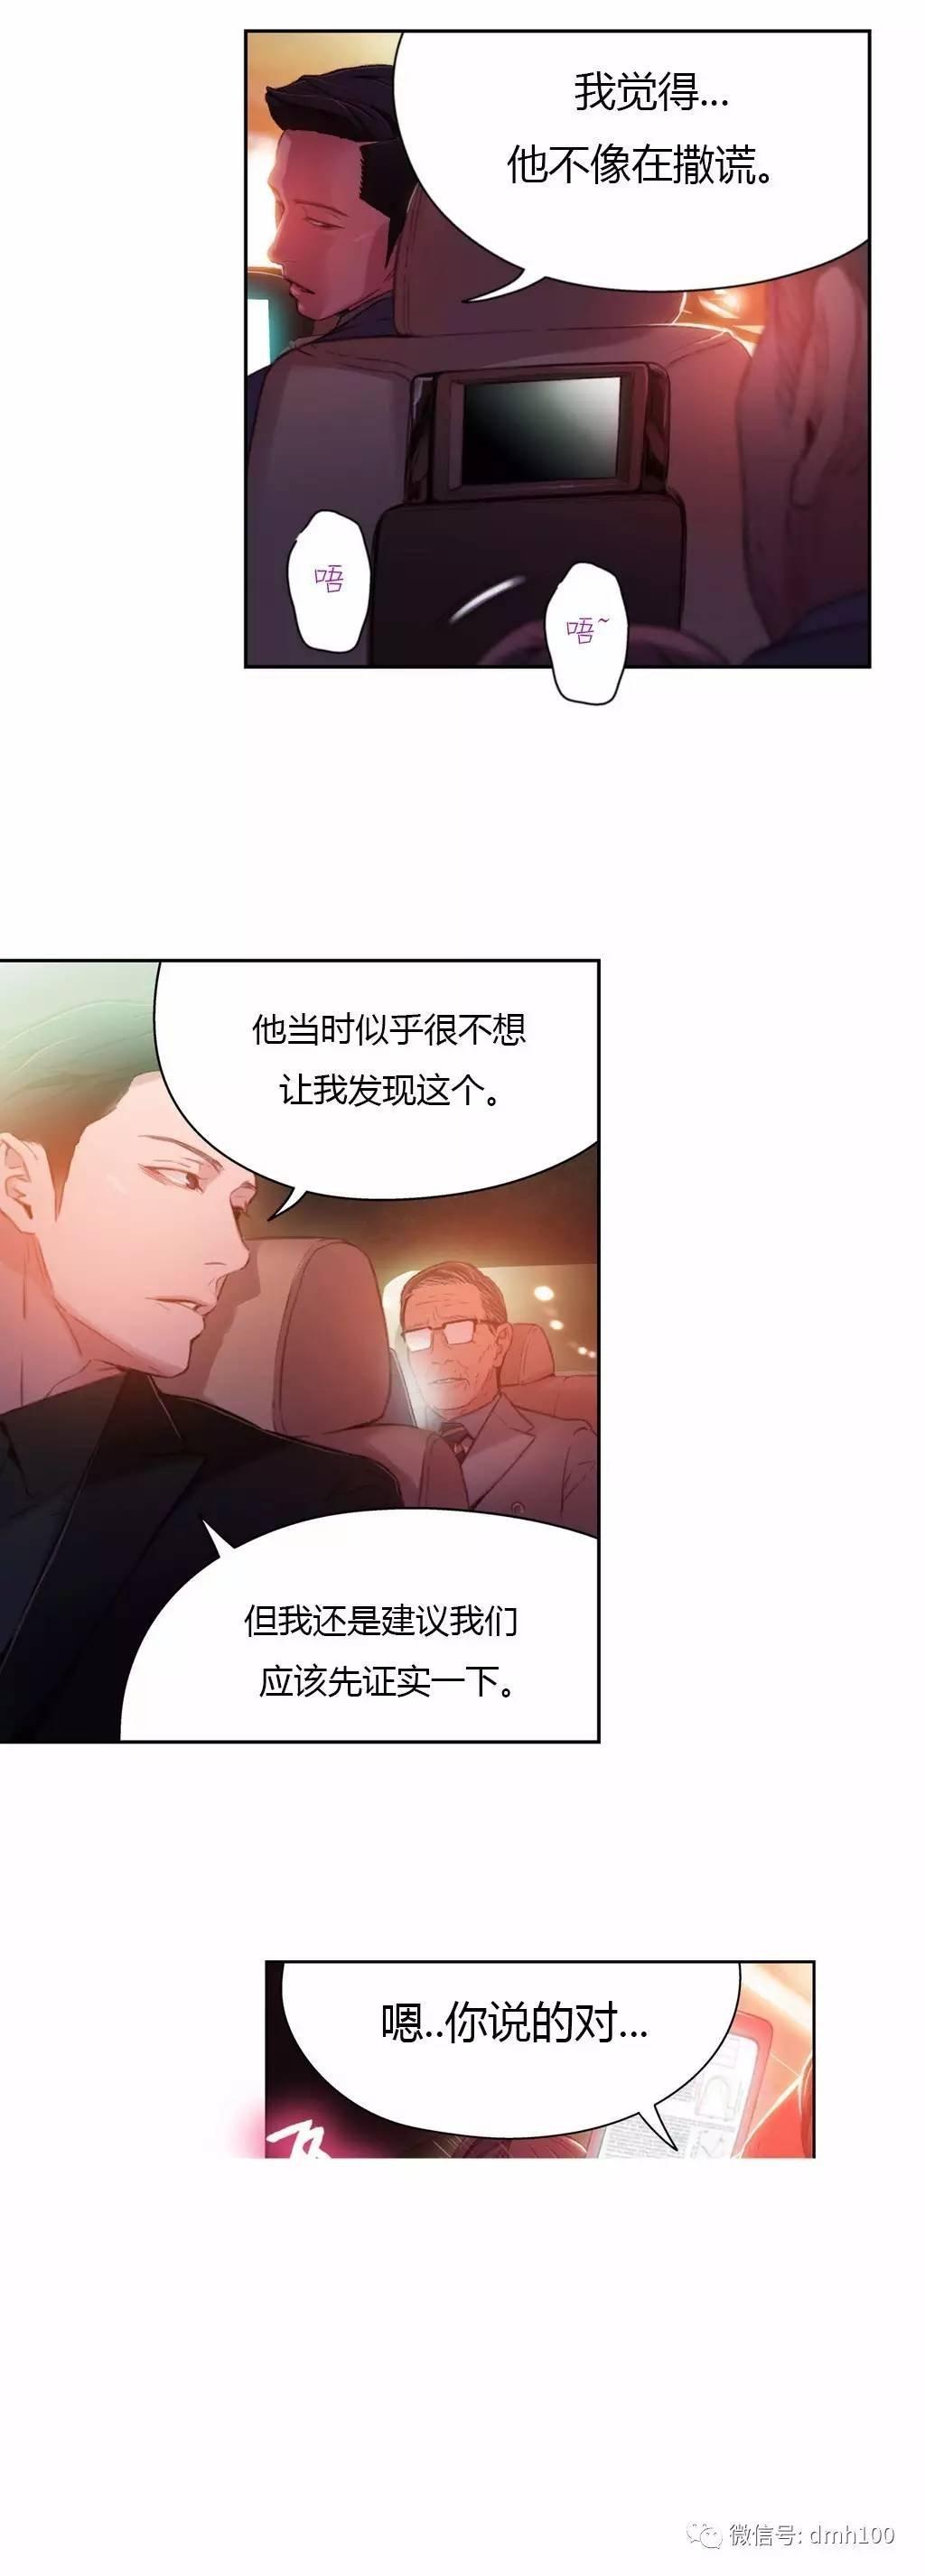 我觉得...
他不像在撒谎。
唔
唔~
他当时似乎很不想
让我发现这个。
但我还是建议我们
应该先证实一下。
嗯..你说的对...
微信号: dmh100